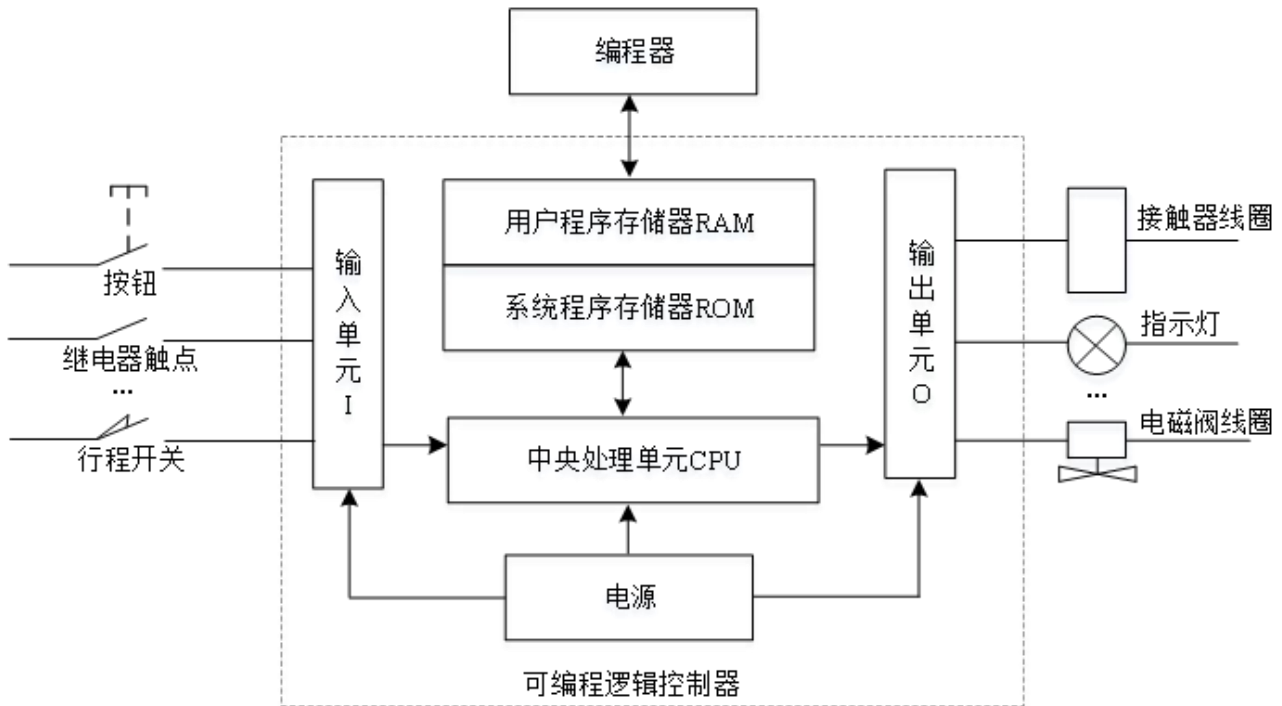 编程器
用户程序存储器RAM
系统程序存储器ROM
输入单元I
输出单元O
按钮
继电器触点
...
行程开关
接触器线圈
指示灯
...
电磁阀线圈
中央处理单元CPU
电源
可编程逻辑控制器